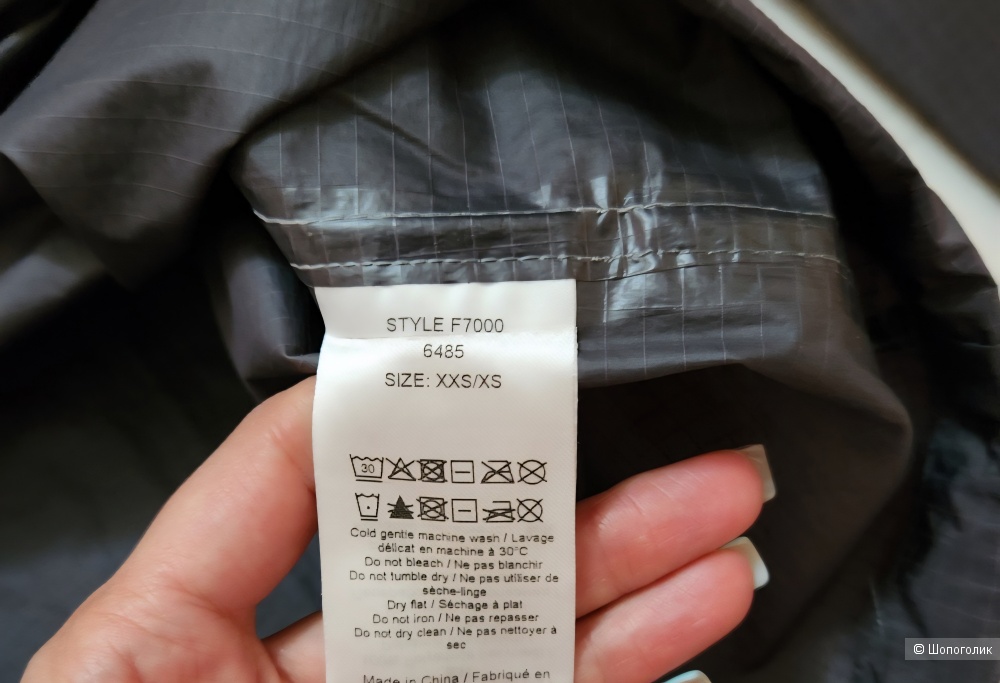 STYLE F7000
6485
SIZE: XXS/XS
30
Cold gentle machine wash / Lavage
délicat en machine à 30°C
Do not bleach / Ne pas blanchir
Do not tumble dry / Ne pas utiliser de
sèche-linge
Dry flat / Séchage à plat
Do not iron / Ne pas repasser
Do not dry clean / Ne pas nettoyer à
sec
Made in China / Fabriqué en
© Шопоголик